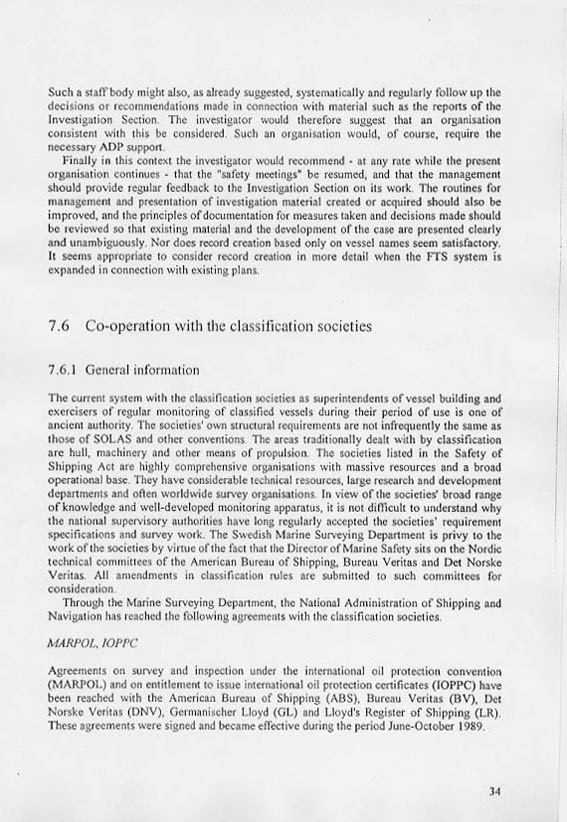 Such a staff body might also, as already suggested, systematically and regularly follow up the
decisions or recommendations made in connection with material such as the reports of the
Investigation Section. The investigator would therefore suggest that an organisation
consistent with this be considered. Such an organisation would, of course, require the
necessary ADP support.
Finally in this context the investigator would recommend - at any rate while the present
organisation continues - that the "safety meetings" be resumed, and that the management
should provide regular feedback to the Investigation Section on its work. The routines for
management and presentation of investigation material created or acquired should also be
improved, and the principles of documentation for measures taken and decisions made should
be reviewed so that existing material and the development of the case are presented clearly
and unambiguously. Nor does record creation based only on vessel names seem satisfactory.
It seems appropriate to consider record creation in more detail when the FTS system is
expanded in connection with existing plans.
7.6 Co-operation with the classification societies
7.6.1 General information
The current system with the classification societies as superintendents of vessel building and
exercisers of regular monitoring of classified vessels during their period of use is one of
ancient authority. The societies' own structural requirements are not infrequently the same as
those of SOLAS and other conventions. The areas traditionally dealt with by classification
are hull, machinery and other means of propulsion. The societies listed in the Safety of
Shipping Act are highly comprehensive organisations with massive resources and a broad
operational base. They have considerable technical resources, large research and development
departments and often worldwide survey organisations. In view of the societies' broad range
of knowledge and well-developed monitoring apparatus, it is not difficult to understand why
the national supervisory authorities have long regularly accepted the societies' requirement
specifications and survey work. The Swedish Marine Surveying Department is privy to the
work of the societies by virtue of the fact that the Director of Marine Safety sits on the Nordic
technical committees of the American Bureau of Shipping, Bureau Veritas and Det Norske
Veritas. All amendments in classification rules are submitted to such committees for
consideration.
Through the Marine Surveying Department, the National Administration of Shipping and
Navigation has reached the following agreements with the classification societies.
MARPOL, IOPPC
Agreements on survey and inspection under the international oil protection convention
(MARPOL) and on entitlement to issue international oil protection certificates (IOPPC) have
been reached with the American Bureau of Shipping (ABS), Bureau Veritas (BV), Det
Norske Veritas (DNV), Germanischer Lloyd (GL) and Lloyd's Register of Shipping (LR).
These agreements were signed and became effective during the period June-October 1989.
34